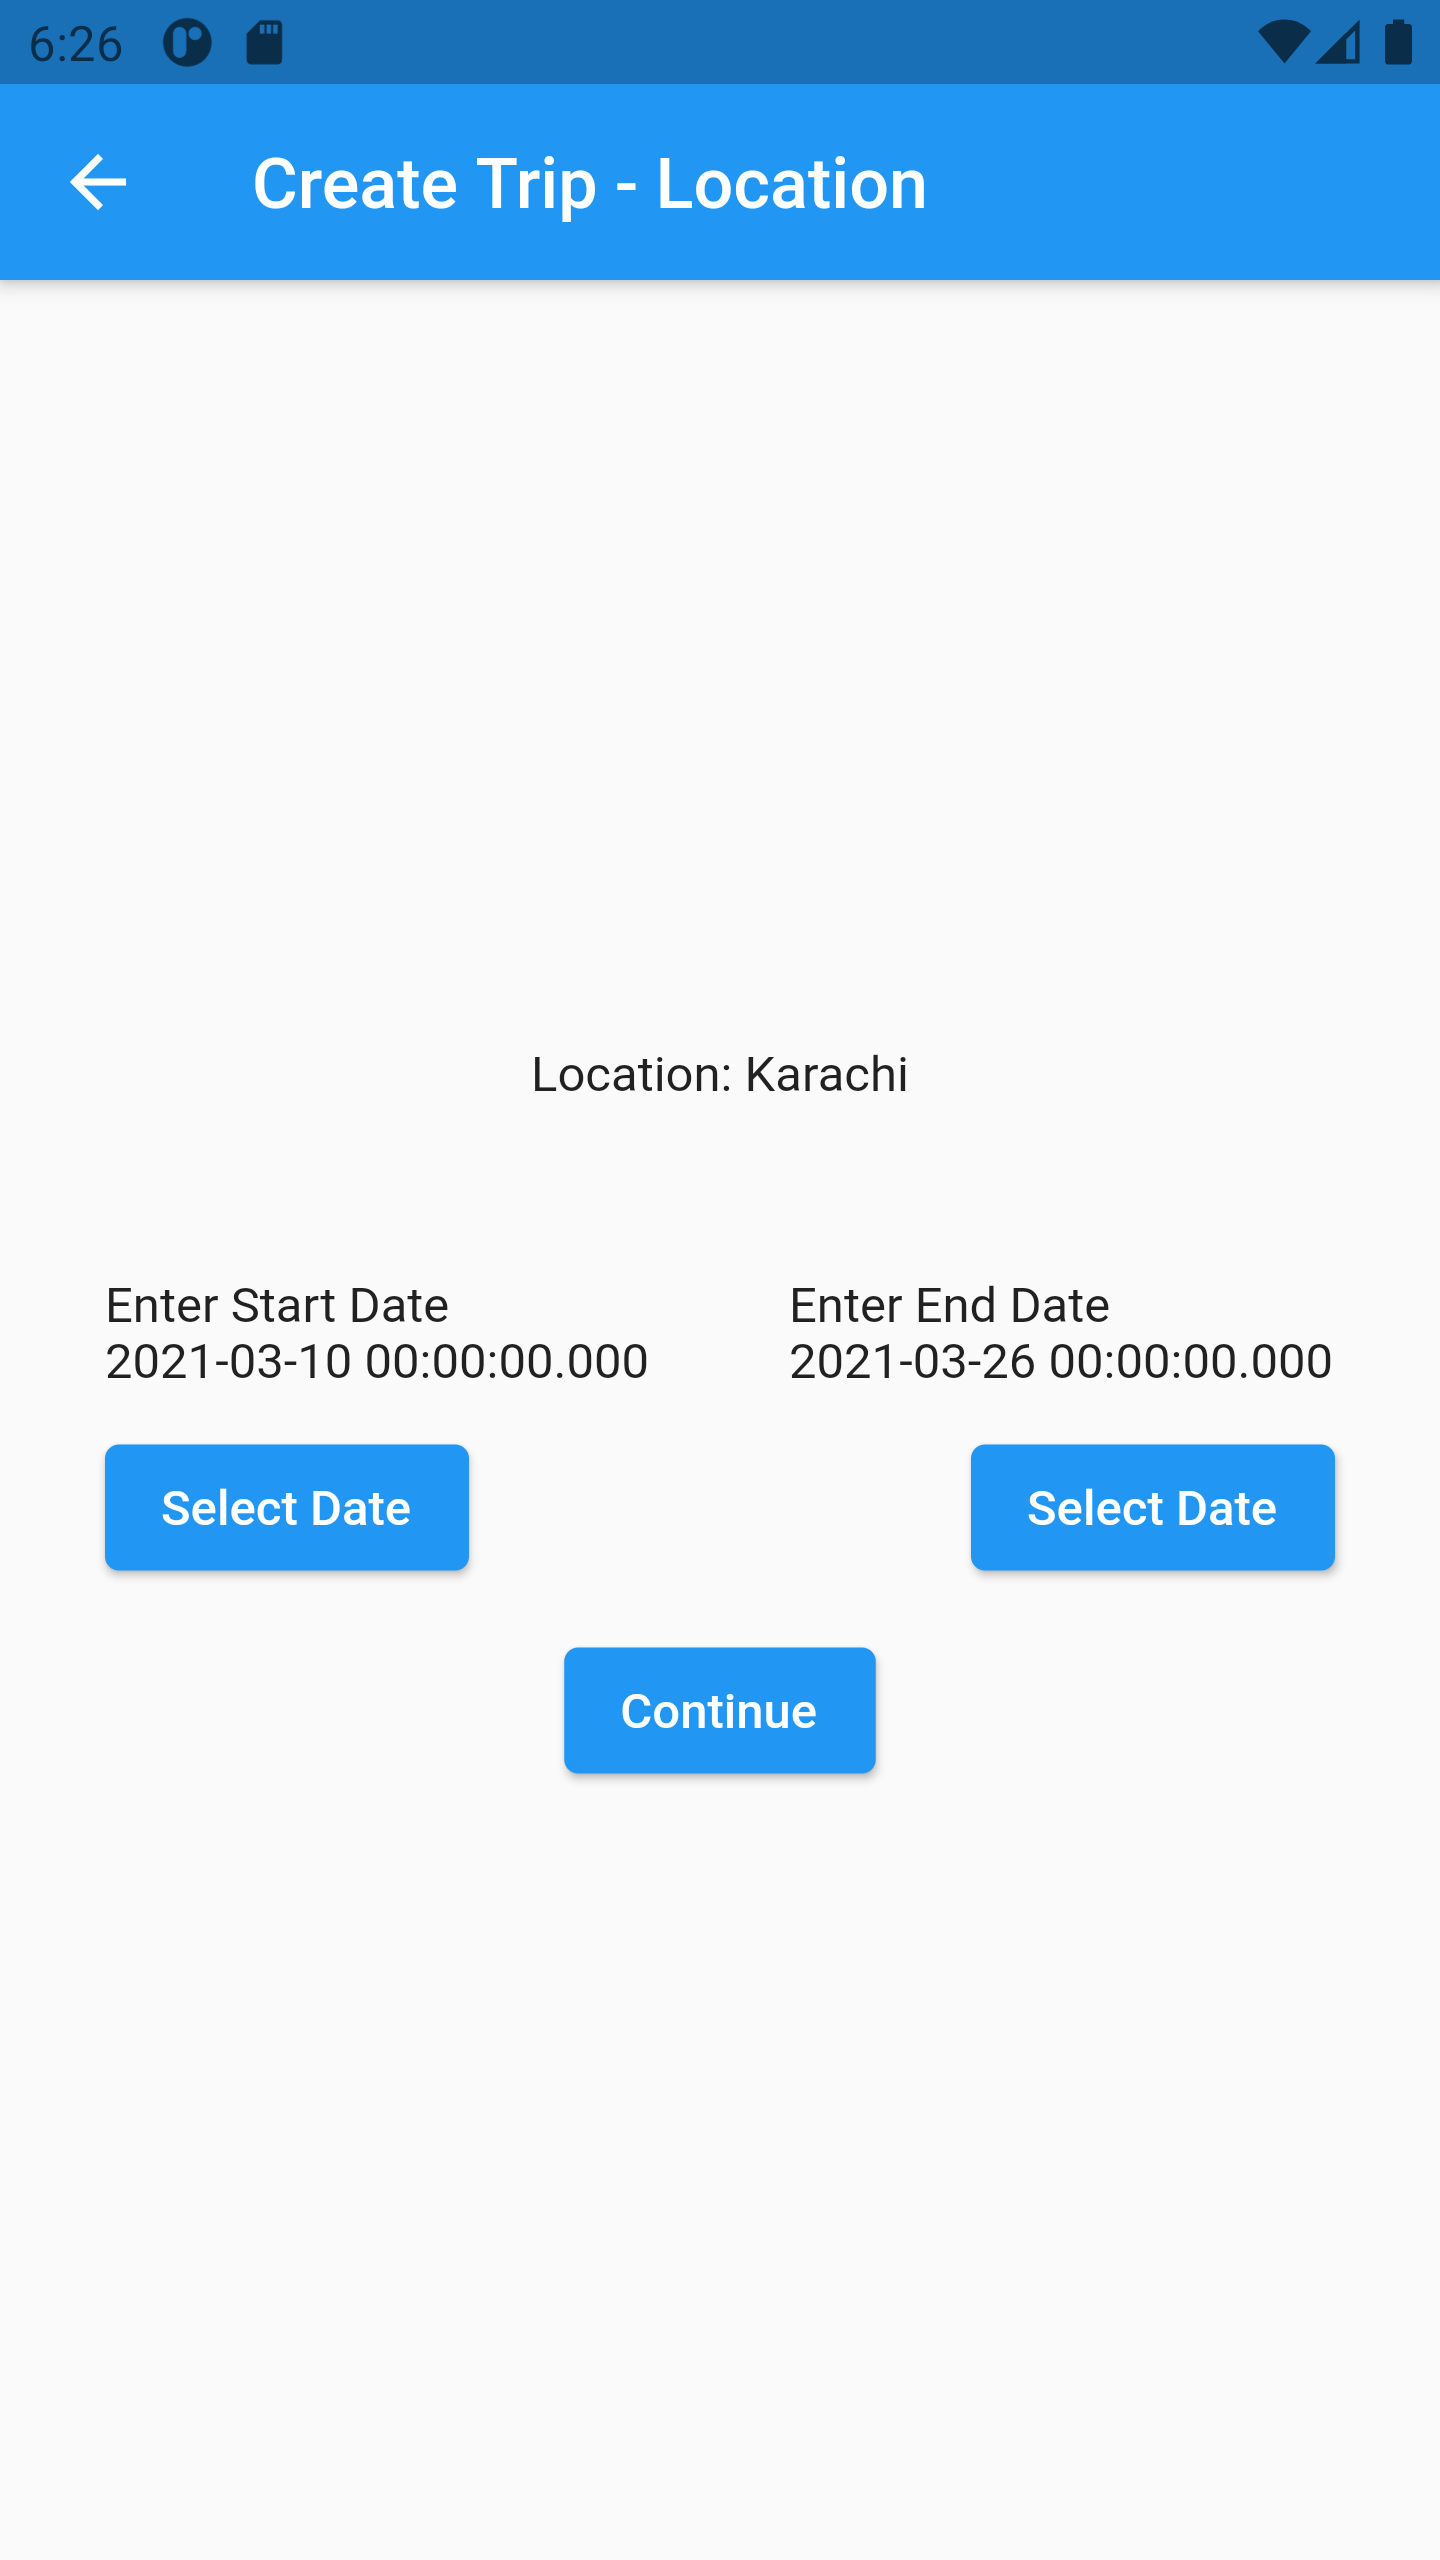 6:26
Create Trip - Location
Location: Karachi
Enter Start Date
2021-03-10 00:00:00.000
Enter End Date
2021-03-26 00:00:00.000
Select Date
Select Date
Continue